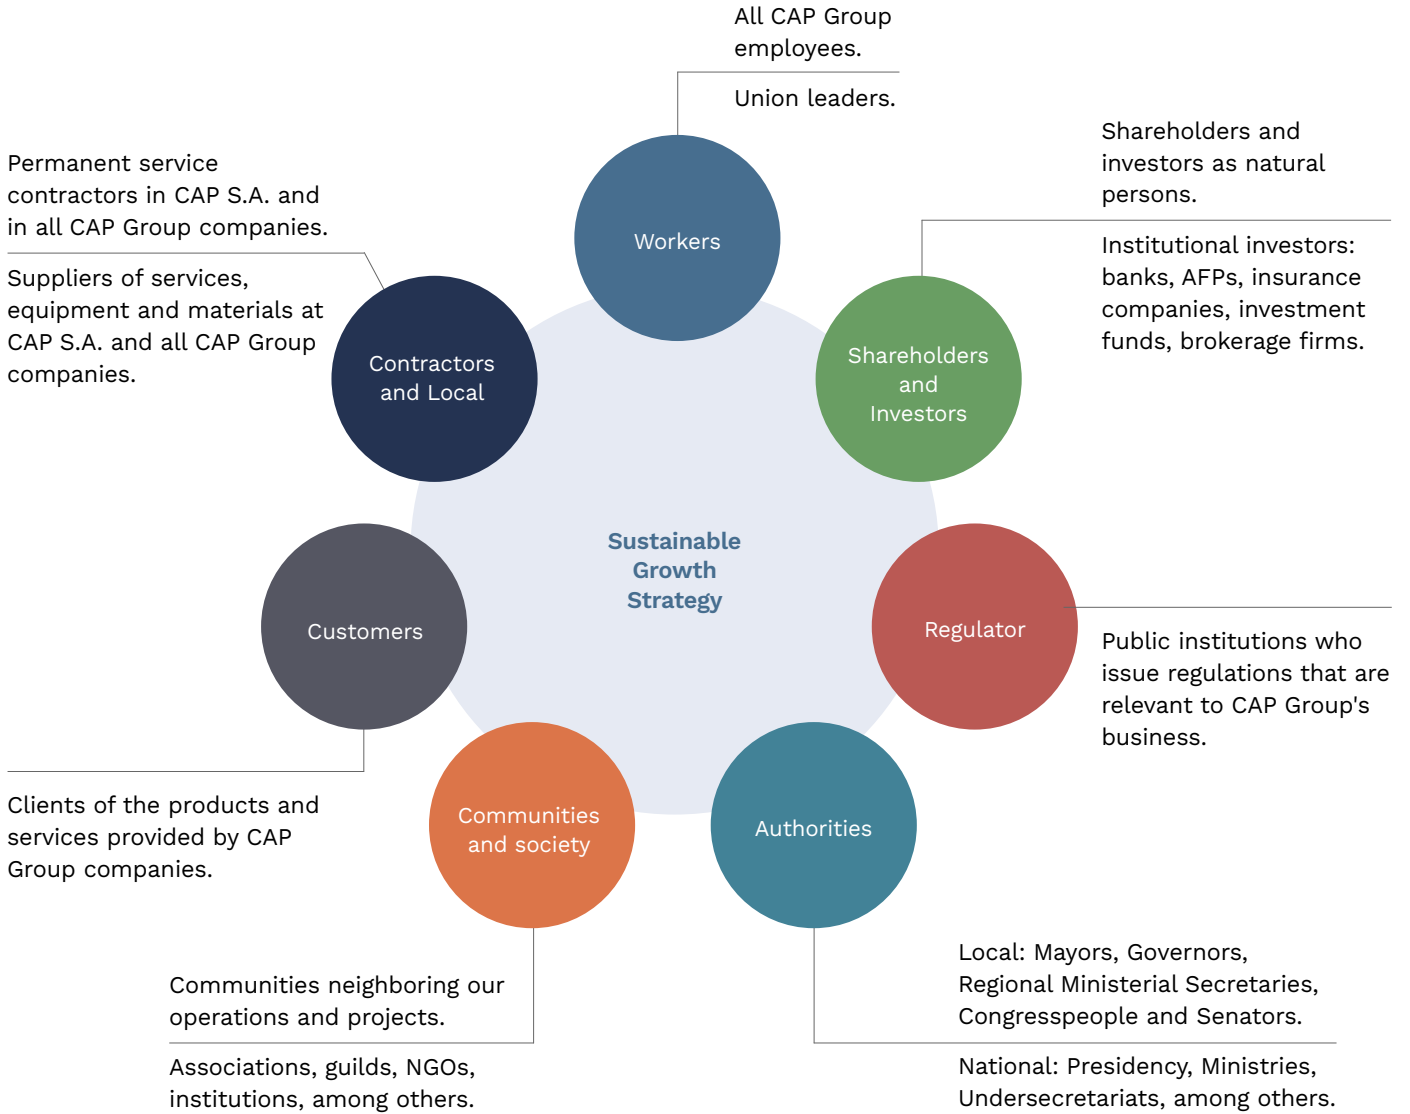 All CAP Group
employees.
Union leaders.
Workers
Shareholders and
investors as natural
persons.
Institutional investors:
banks, AFPs, insurance
companies, investment
funds, brokerage firms.
Shareholders
and
Investors
Permanent service
contractors in CAP S.A. and
in all CAP Group companies.
Suppliers of services,
equipment and materials at
CAP S.A. and all CAP Group
companies.
Contractors
and Local
Sustainable
Growth
Strategy
Customers
Clients of the products and
services provided by CAP
Group companies.
Regulator
Public institutions who
issue regulations that are
relevant to CAP Group's
business.
Communities
and society
Communities neighboring our
operations and projects.
Associations, guilds, NGOs,
institutions, among others.
Authorities
Local: Mayors, Governors,
Regional Ministerial Secretaries,
Congresspeople and Senators.
National: Presidency, Ministries,
Undersecretariats, among others.